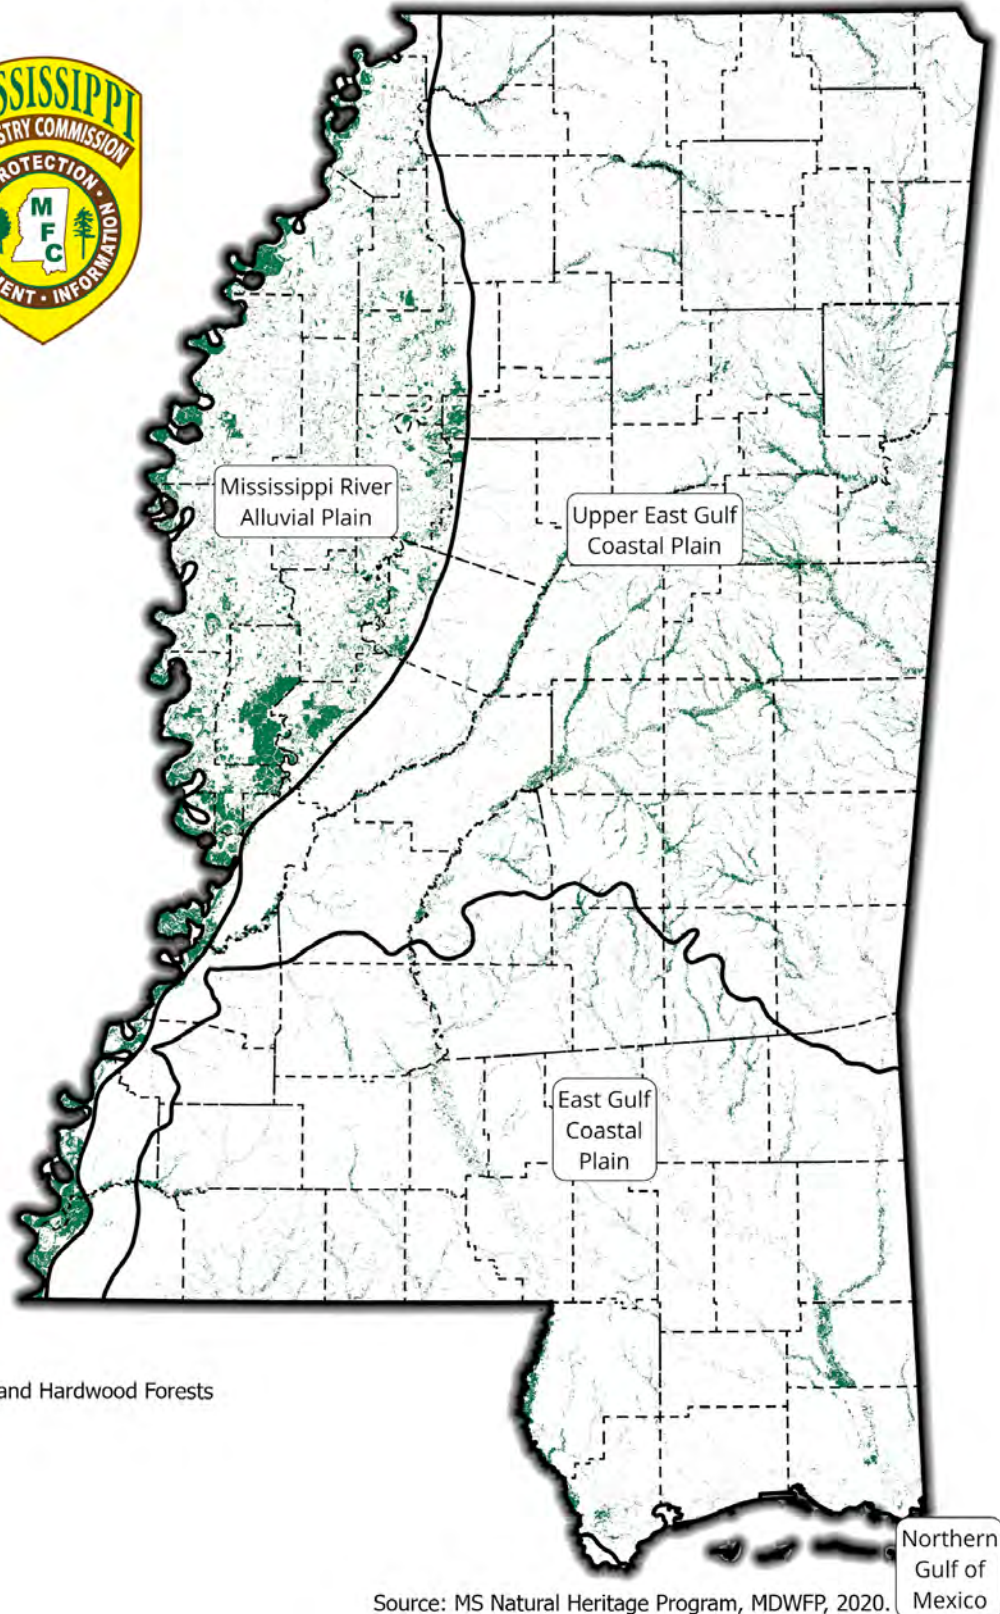 SSISSIPPI
STRY COMMISSION
ROTECTION • INFORMATION •
ENT •
M
F
C
Mississippi River
Alluvial Plain
Upper East Gulf
Coastal Plain
East Gulf
Coastal
Plain
and Hardwood Forests
Northern
Gulf of
Mexico
Source: MS Natural Heritage Program, MDWFP, 2020.